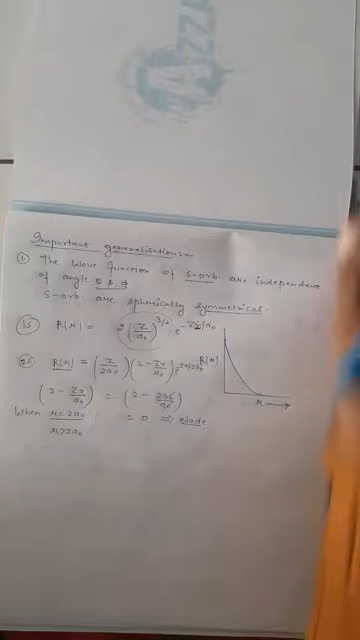 Important generalisation :-
① The wave function of s-orb. are independent
of angle θ & φ
s-orb. are spherically symmetrical.
1s R(r) = 2 (Z/a₀)^3/2 e^-Zr/a₀
2s R(r) = (Z/2a₀) (2 - Zr/a₀) e^-Zr/2a₀
R(r)
(2 - Zr/a₀) = (2 - 2a₀/a₀)
r →
When r = 2a₀ = 0 ⇒ Node
r > 2a₀